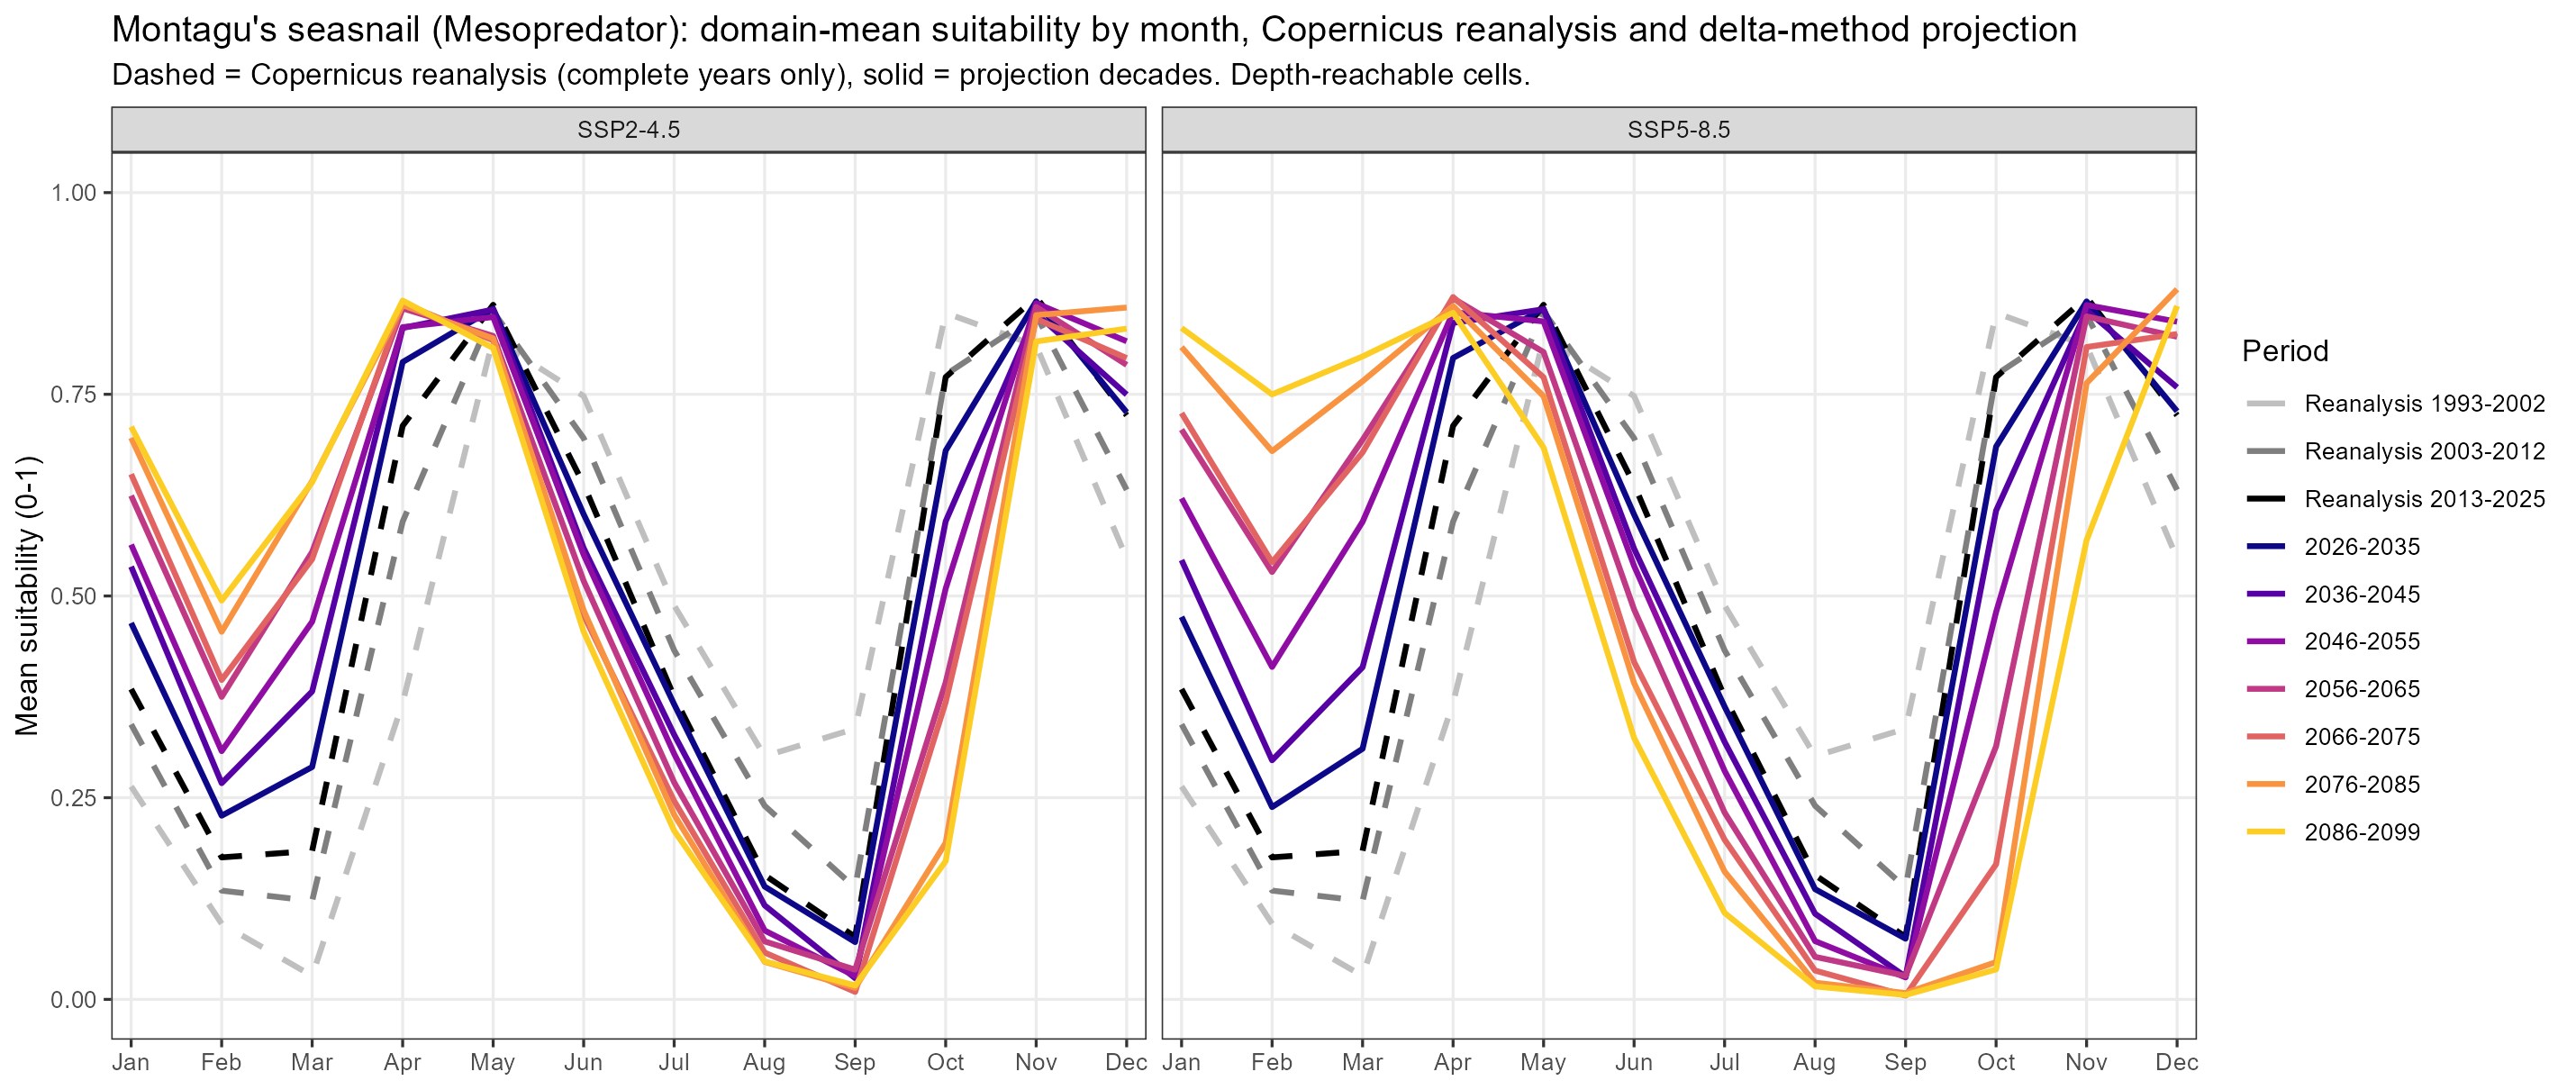 Montagu's seasnail (Mesopredator): domain-mean suitability by month, Copernicus reanalysis and delta-method projection
Dashed = Copernicus reanalysis (complete years only), solid = projection decades. Depth-reachable cells.
SSP2-4.5
SSP5-8.5
Mean suitability (0-1)
1.00
0.75
0.50
0.25
0.00
Jan Feb Mar Apr May Jun Jul Aug Sep Oct Nov Dec
Jan Feb Mar Apr May Jun Jul Aug Sep Oct Nov Dec
Period
Reanalysis 1993-2002
Reanalysis 2003-2012
Reanalysis 2013-2025
2026-2035
2036-2045
2046-2055
2056-2065
2066-2075
2076-2085
2086-2099